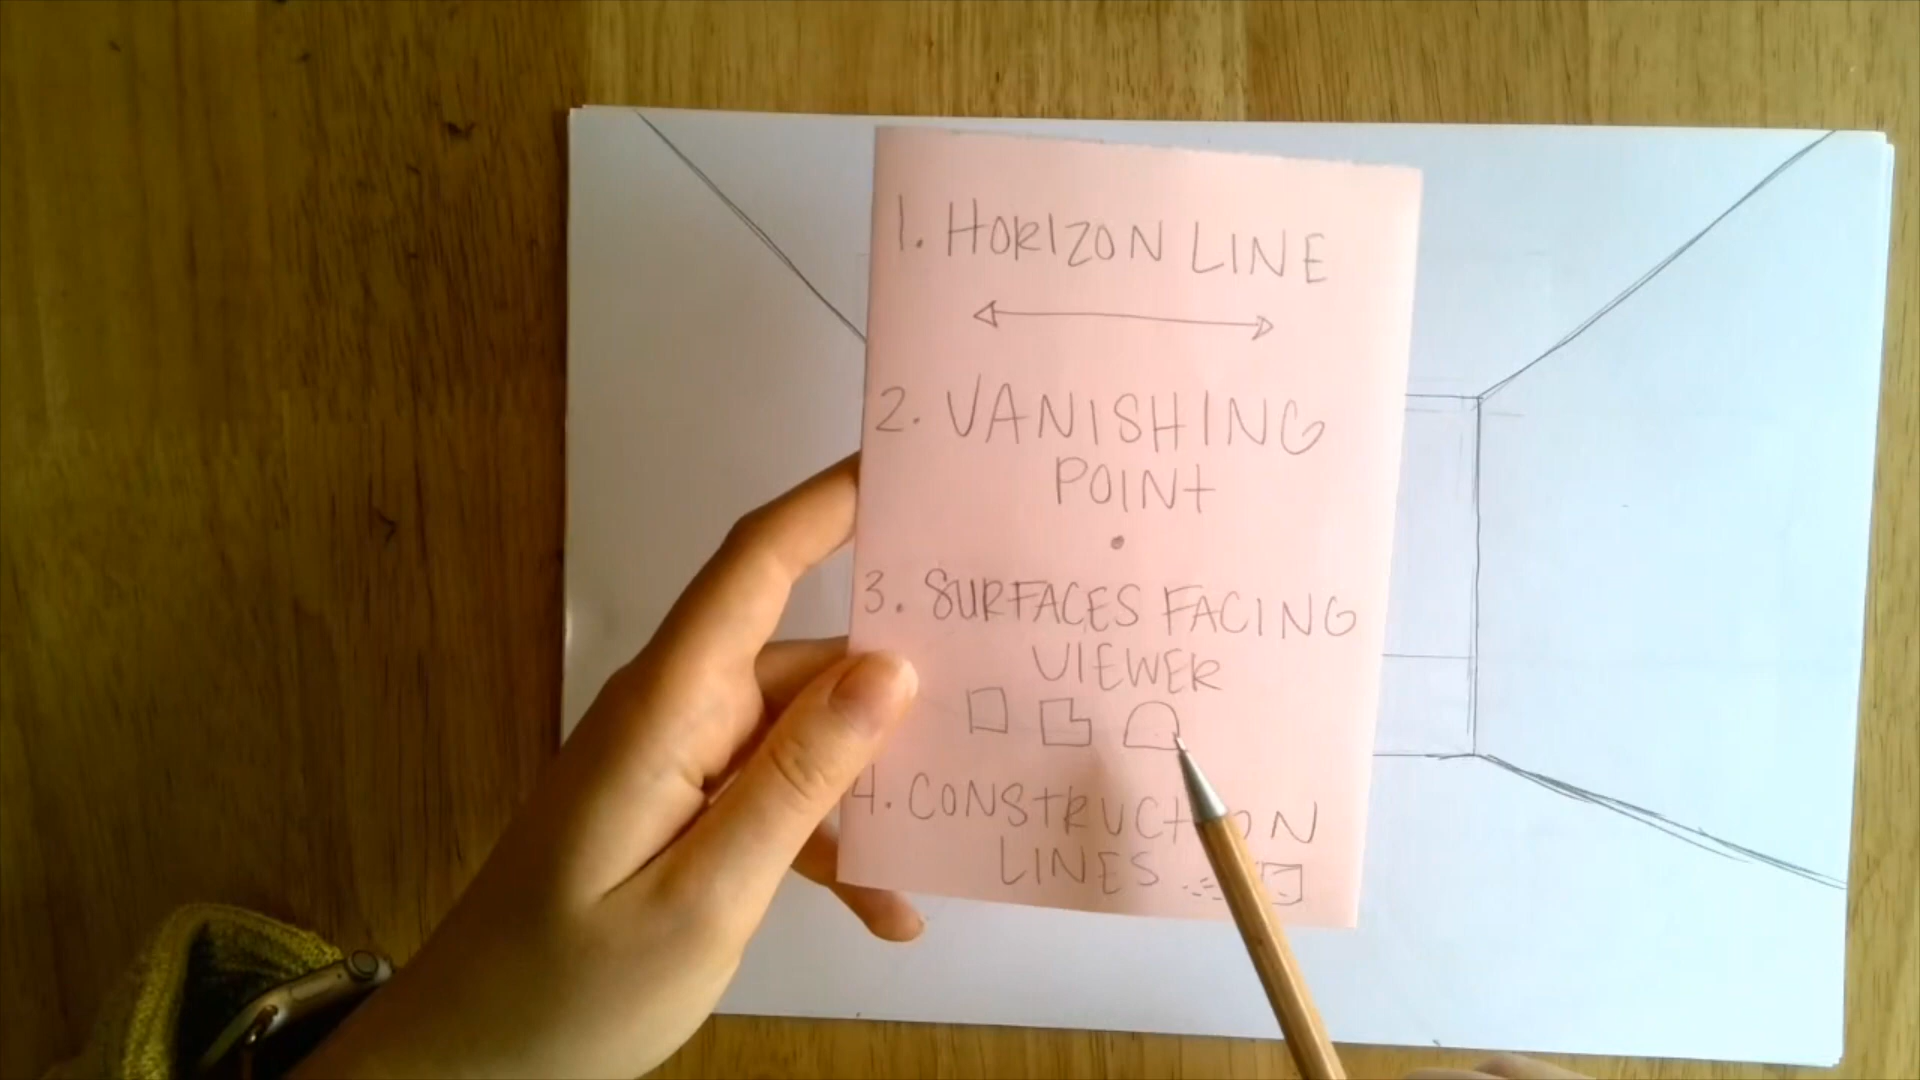 1. HORIZON LINE
2. VANISHING
POINT
3. SURFACES FACING
VIEWER
4. CONSTRUCTION
LINES